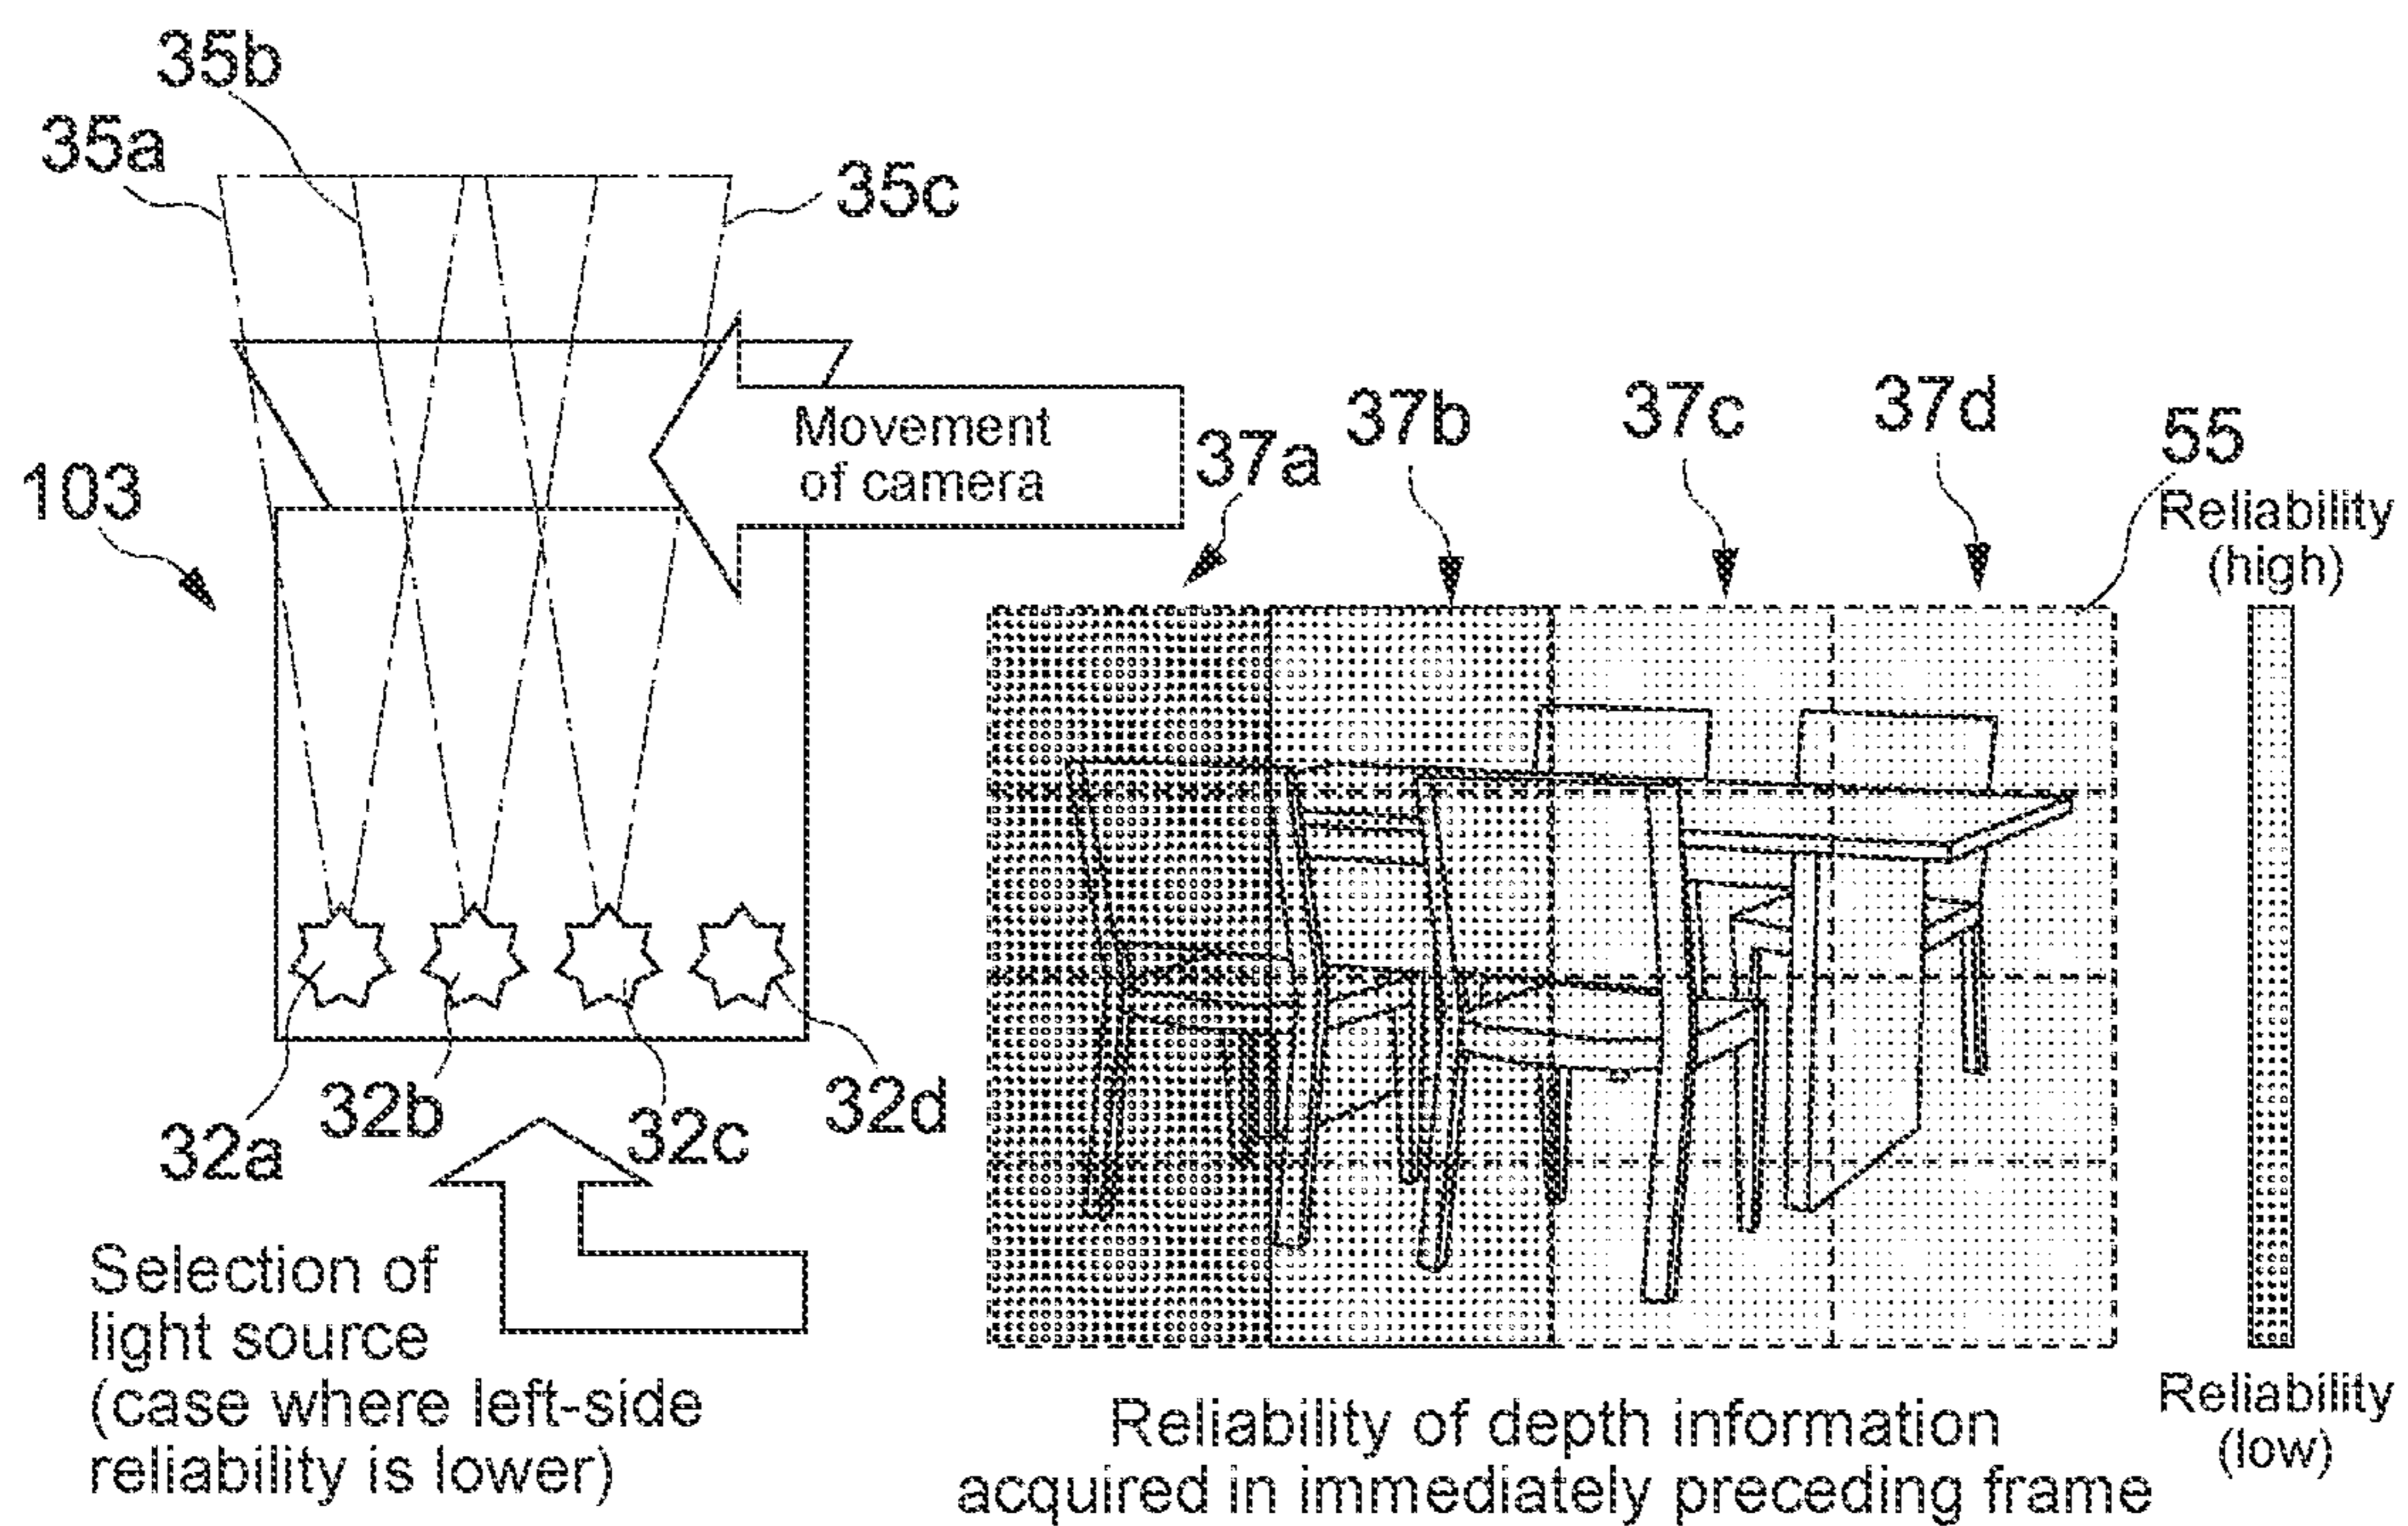 35b
35a
35c
Movement
of camera
103
37a
37b
37c
37d
55
Reliability
(high)
32a
32b
32c
32d
Selection of
light source
(case where left-side
reliability is lower)
Reliability of depth information
acquired in immediately preceding frame
Reliability
(low)